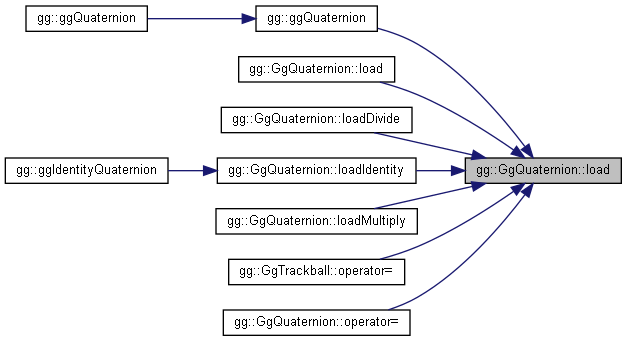 gg::ggQuaternion
gg::ggQuaternion
gg::GgQuaternion::load
gg::GgQuaternion::loadDivide
gg::ggIdentityQuaternion
gg::GgQuaternion::loadIdentity
gg::GgQuaternion::load
gg::GgQuaternion::loadMultiply
gg::GgTrackball::operator=
gg::GgQuaternion::operator=